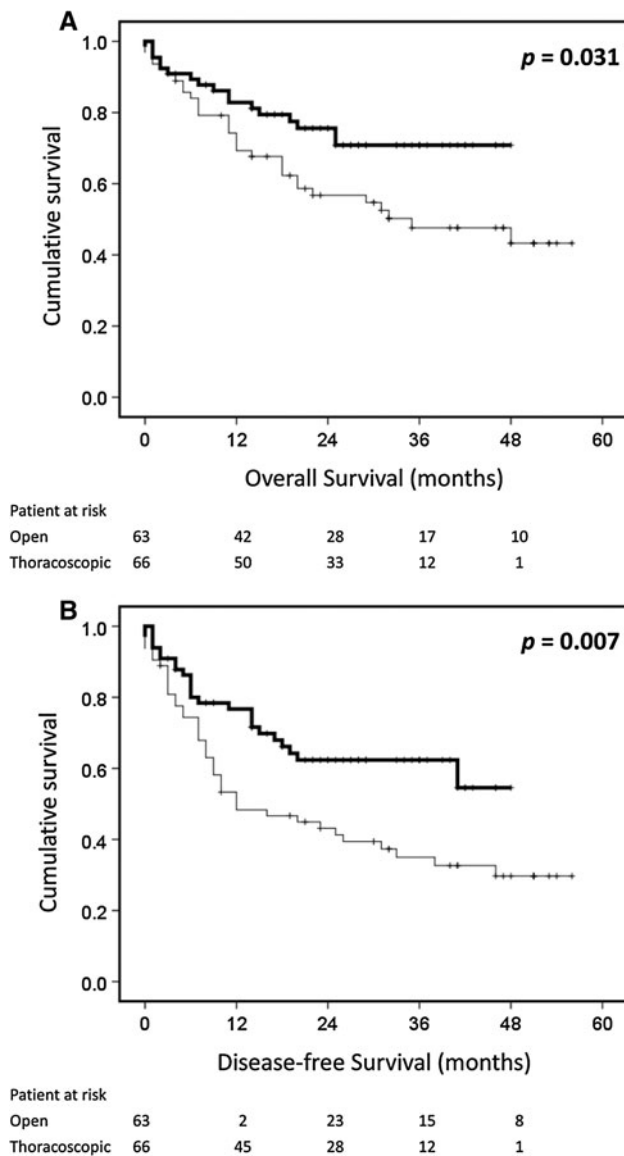 A
p = 0.031
1.0
0.8
0.6
0.4
0.2
0.0
Cumulative survival
0 12 24 36 48 60
Overall Survival (months)
Patient at risk
Open 63 42 28 17 10
Thoracoscopic 66 50 33 12 1
B
p = 0.007
1.0
0.8
0.6
0.4
0.2
0.0
Cumulative survival
0 12 24 36 48 60
Disease-free Survival (months)
Patient at risk
Open 63 2 23 15 8
Thoracoscopic 66 45 28 12 1